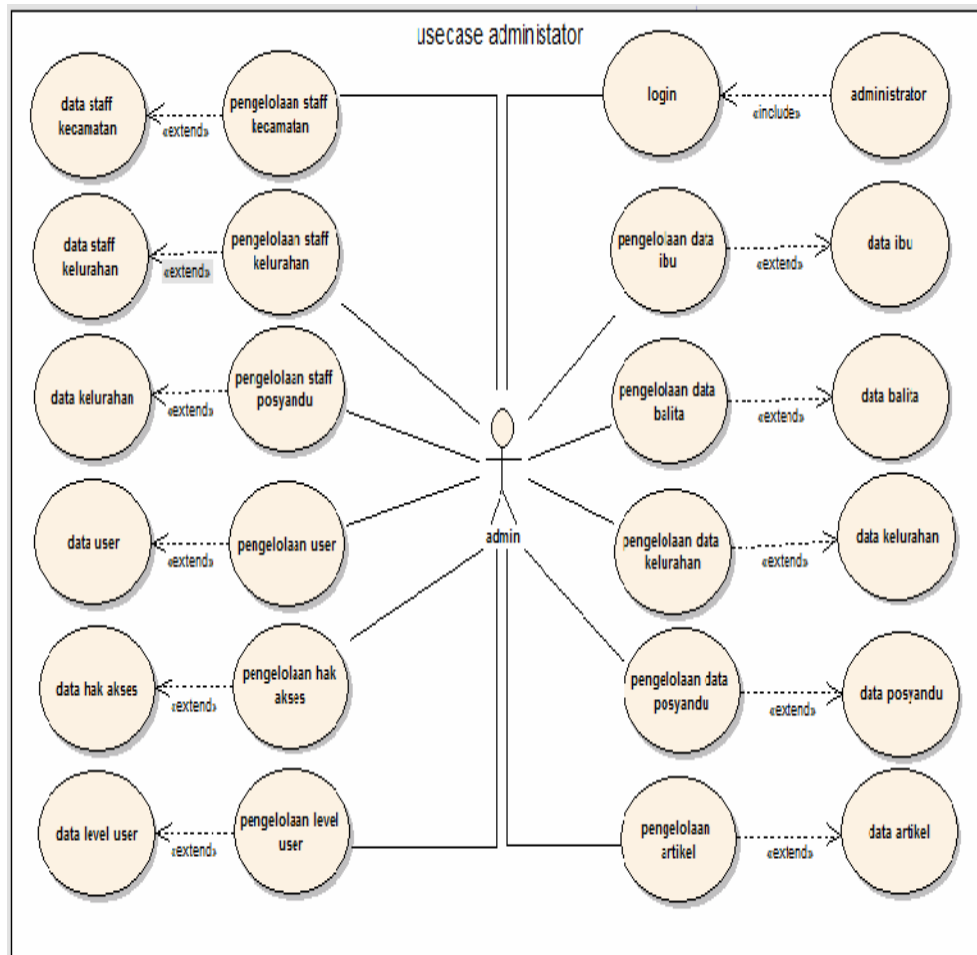 usecase administator
data staff
kecamatan
«extend»
pengelolaan staff
kecamatan
login
«include»
administrator
data staff
kelurahan
«extend»
pengelolaan staff
kelurahan
pengelolaan data
ibu
«extend»
data ibu
data kelurahan
«extend»
pengelolaan staff
posyandu
pengelolaan data
balita
«extend»
data balita
admin
data user
«extend»
pengelolaan user
pengelolaan data
kelurahan
«extend»
data kelurahan
data hak akses
«extend»
pengelolaan hak
akses
pengelolaan data
posyandu
«extend»
data posyandu
data level user
«extend»
pengelolaan level
user
pengelolaan
artikel
«extend»
data artikel